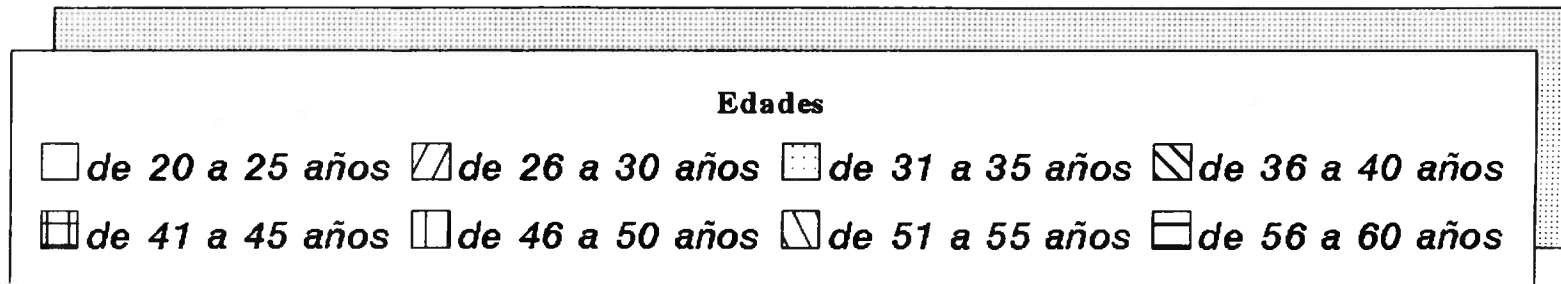 Edades
de 20 a 25 años de 26 a 30 años de 31 a 35 años de 36 a 40 años
de 41 a 45 años de 46 a 50 años de 51 a 55 años de 56 a 60 años